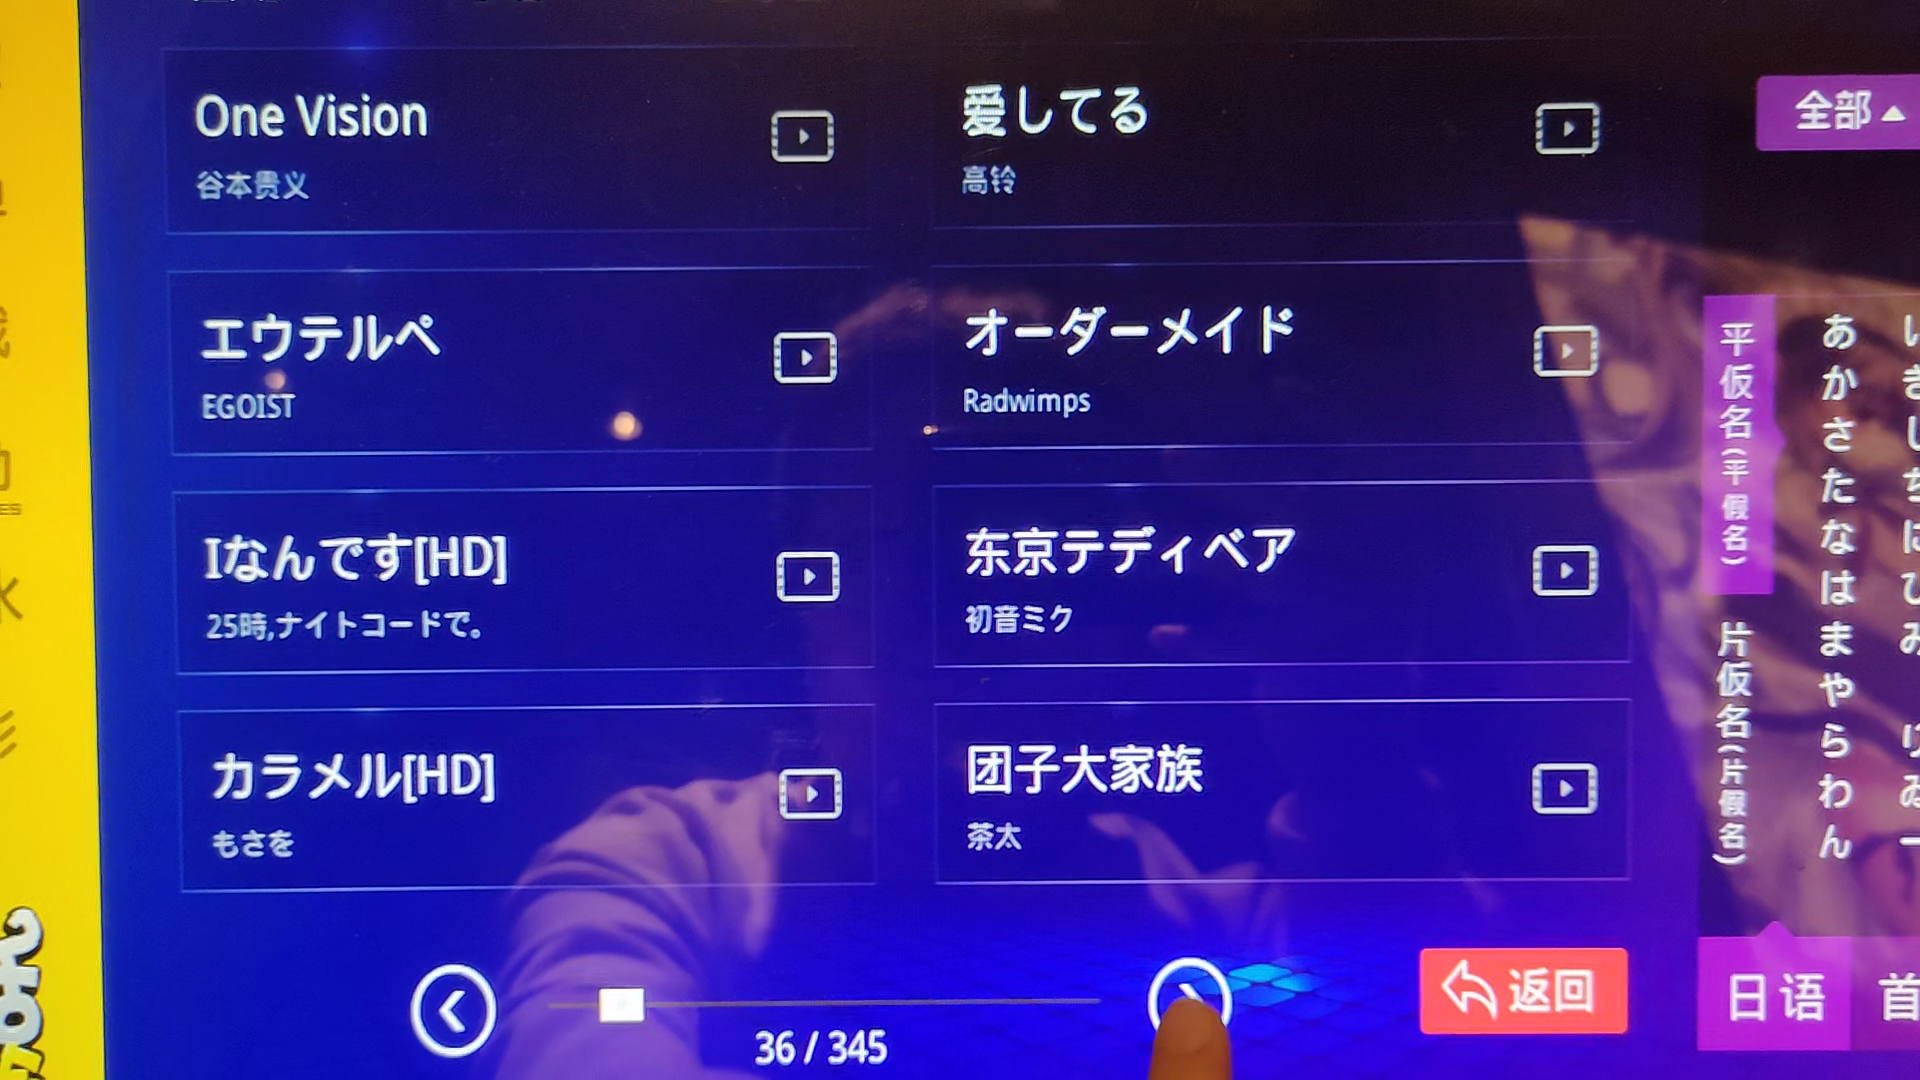 One Vision
谷本贵义
爱してる
高铃
エウテルペ
EGOIST
オーダーメイド
Radwimps
Iなんです[HD]
25時,ナイトコードで。
东京テディベア
初音ミク
カラメル[HD]
もさを
团子大家族
茶太
36 / 345
返回
全部
平仮名(平假名)
片仮名(片假名)
あかさたなはまやらわん
日语
首